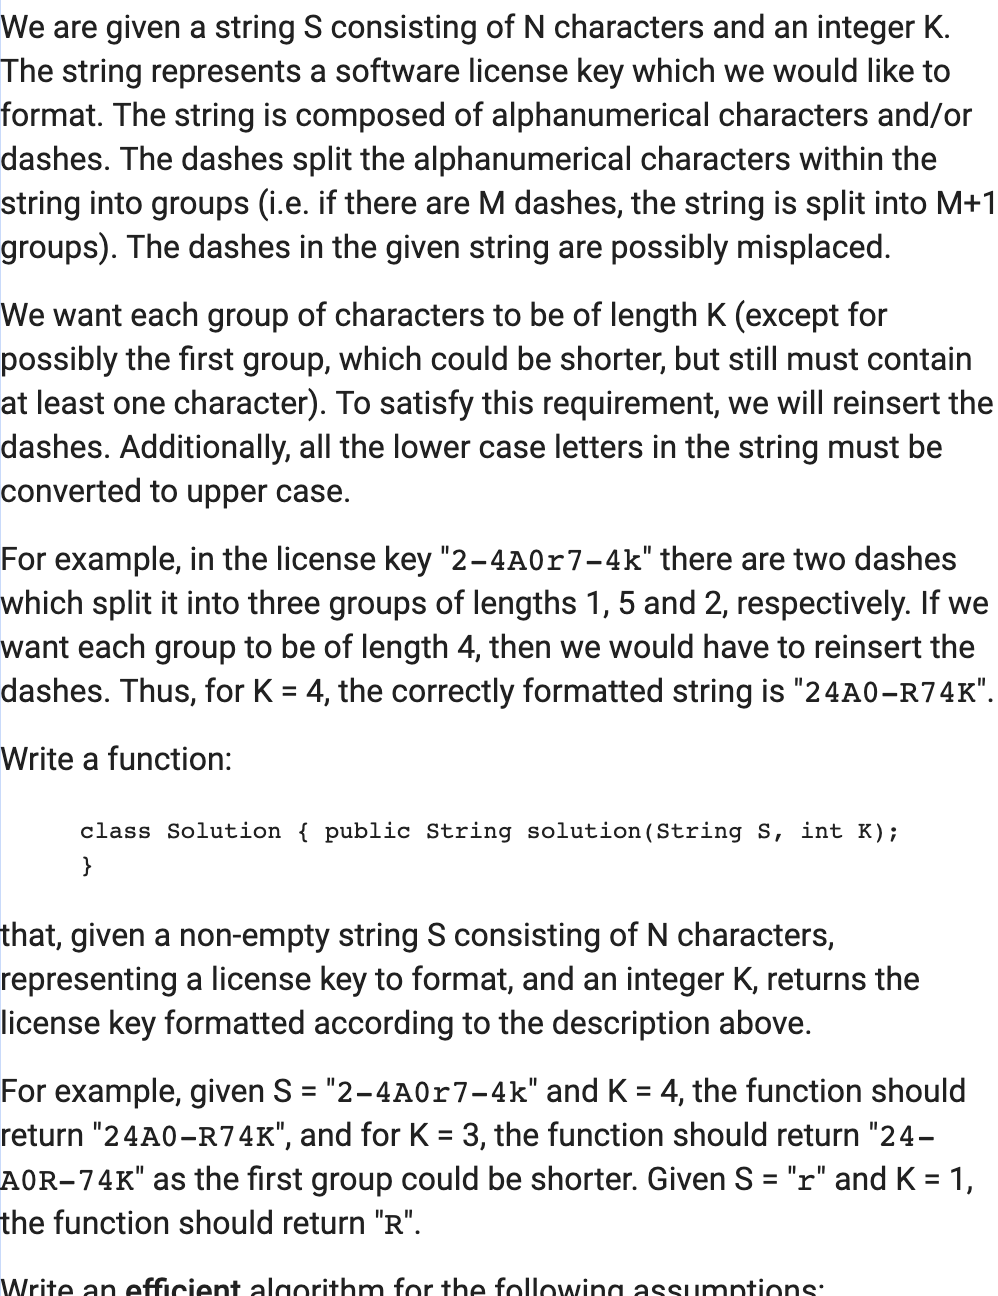 We are given a string S consisting of N characters and an integer K.
The string represents a software license key which we would like to
format. The string is composed of alphanumerical characters and/or
dashes. The dashes split the alphanumerical characters within the
string into groups (i.e. if there are M dashes, the string is split into M+1
groups). The dashes in the given string are possibly misplaced.
We want each group of characters to be of length K (except for
possibly the first group, which could be shorter, but still must contain
at least one character). To satisfy this requirement, we will reinsert the
dashes. Additionally, all the lower case letters in the string must be
converted to upper case.
For example, in the license key "2-4A0r7-4k" there are two dashes
which split it into three groups of lengths 1, 5 and 2, respectively. If we
want each group to be of length 4, then we would have to reinsert the
dashes. Thus, for K = 4, the correctly formatted string is "24A0-R74K".
Write a function:
class Solution { public String solution(String S, int K);
}
that, given a non-empty string S consisting of N characters,
representing a license key to format, and an integer K, returns the
license key formatted according to the description above.
For example, given S = "2-4A0r7-4k" and K = 4, the function should
return "24A0-R74K", and for K = 3, the function should return "24-
A0R-74K" as the first group could be shorter. Given S = "r" and K = 1,
the function should return "R".
Write an efficient algorithm for the following assumptions: